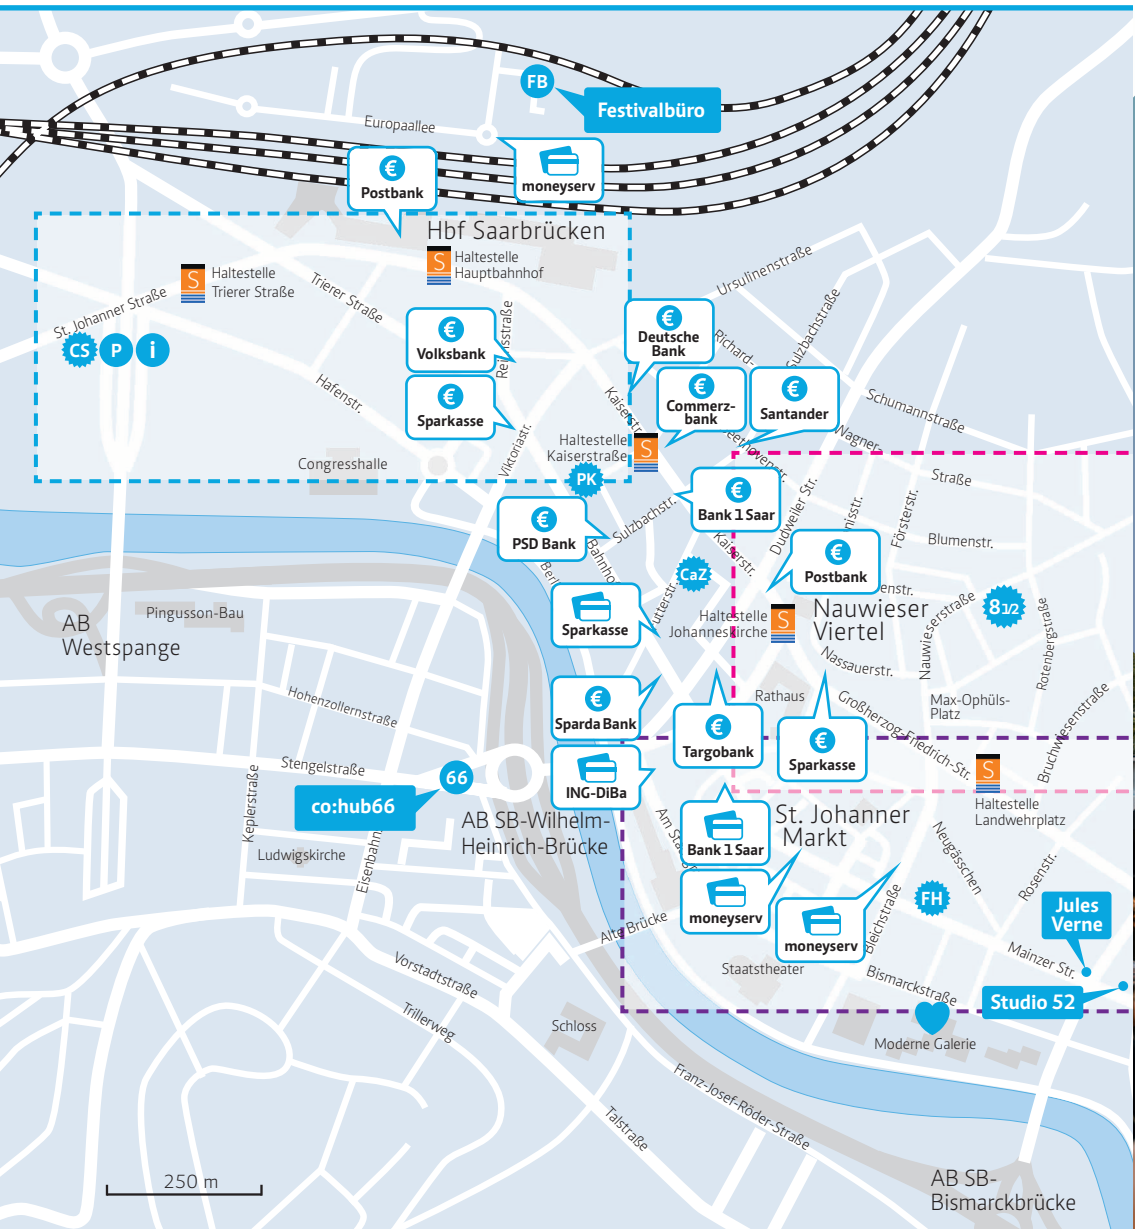 FB
Festivalbüro
Europaallee
€
Postbank
moneyserv
Hbf Saarbrücken
S
Haltestelle
Hauptbahnhof
S
Haltestelle
Trierer Straße
Trierer Straße
St. Johanner Straße
CS
P
i
Ursulinenstraße
Sulzbachstraße
Richard-
Wagner-
Straße
Schumannstraße
€
Volksbank
€
Sparkasse
Hafenstr.
Viktoriastr.
Congresshalle
€
Deutsche
Bank
Kaiserstr.
€
Commerz-
bank
€
Santander
Haltestelle
Kaiserstraße
S
PK
€
Bank 1 Saar
€
PSD Bank
Sulzbachstr.
Kaiserstr.
Dudweiler Str.
Försterstr.
Blumenstr.
€
Postbank
CaZ
8 1/2
Sparkasse
Haltestelle
Johanneskirche
S
Nauwieser
Viertel
Nauwieserstraße
Rotenbergstraße
Nassauerstr.
Max-Ophüls-
Platz
Bruchwiesenstraße
Rathaus
Großherzog-Friedrich-Str.
AB
Westspange
Pingusson-Bau
Hohenzollernstraße
Stengelstraße
Keplerstraße
€
Sparda Bank
€
Targobank
€
Sparkasse
ING-DiBa
66
co:hub66
AB SB-Wilhelm-
Heinrich-Brücke
Ludwigskirche
S
Haltestelle
Landwehrplatz
St. Johanner
Markt
Bank 1 Saar
moneyserv
moneyserv
Neugässchen
Rosenstr.
FH
Jules
Verne
Alte Brücke
Bleichstraße
Mainzer Str.
Staatstheater
Bismarckstraße
Studio 52
Vorstadtstraße
Trillerweg
Schloss
Moderne Galerie
Franz-Josef-Röder-Straße
Talstraße
250 m
AB SB-
Bismarckbrücke